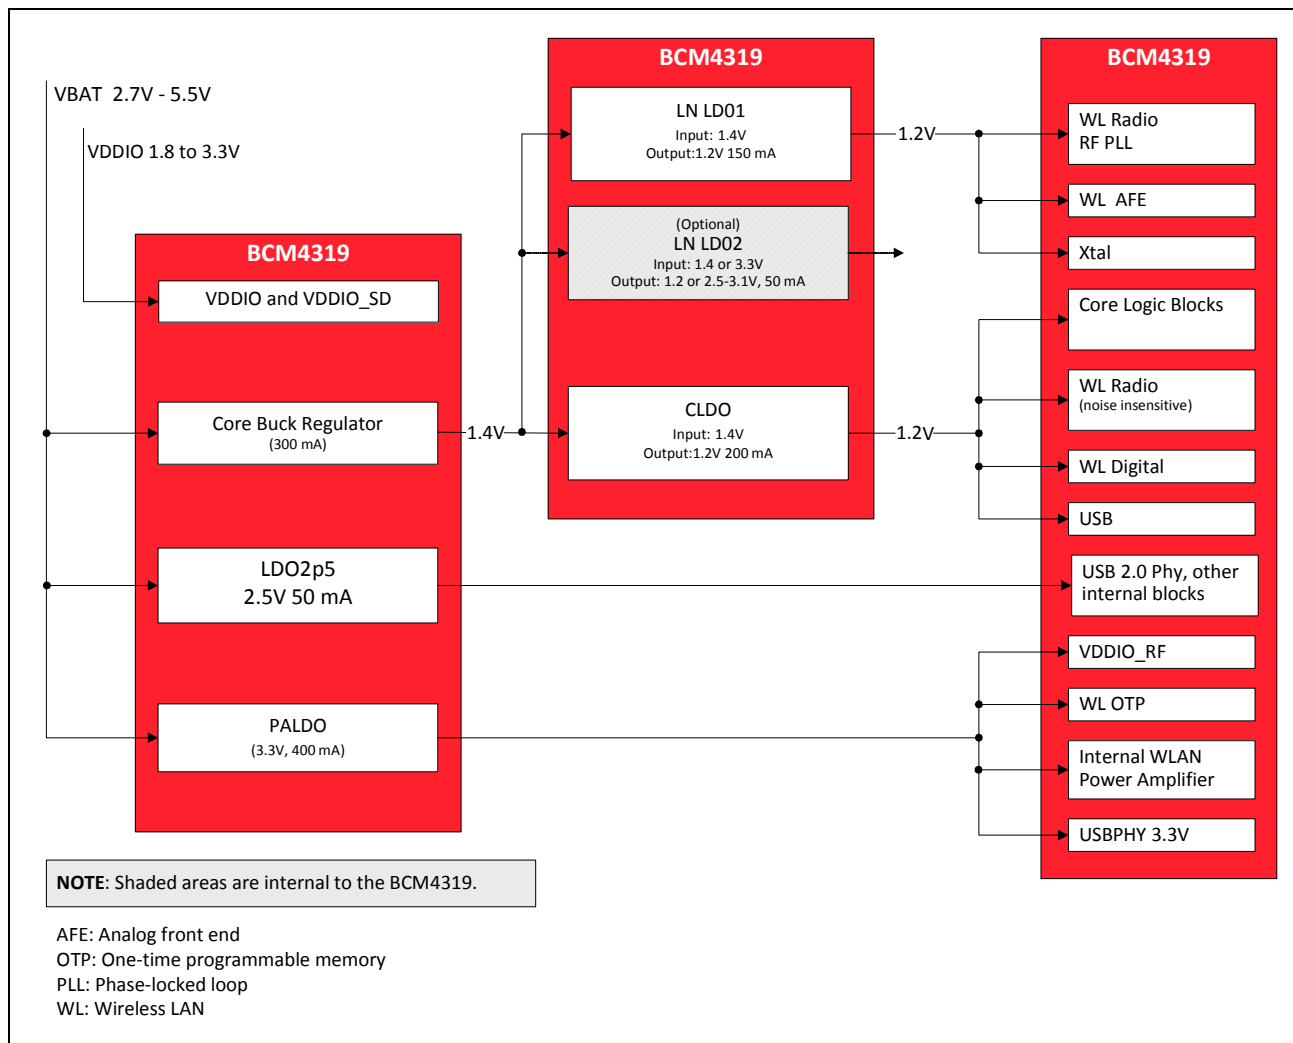 VBAT  2.7V - 5.5V
VDDIO 1.8 to 3.3V
BCM4319
VDDIO and VDDIO_SD
Core Buck Regulator
(300 mA)
LDO2p5
2.5V 50 mA
PALDO
(3.3V, 400 mA)
1.4V
BCM4319
LN LD01
Input: 1.4V
Output:1.2V 150 mA
(Optional)
LN LD02
Input: 1.4 or 3.3V
Output: 1.2 or 2.5-3.1V, 50 mA
CLDO
Input: 1.4V
Output:1.2V 200 mA
1.2V
1.2V
BCM4319
WL Radio
RF PLL
WL  AFE
Xtal
Core Logic Blocks
WL Radio
(noise insensitive)
WL Digital
USB
USB 2.0 Phy, other
internal blocks
VDDIO_RF
WL OTP
Internal WLAN
Power Amplifier
USBPHY 3.3V
NOTE: Shaded areas are internal to the BCM4319.
AFE: Analog front end
OTP: One-time programmable memory
PLL: Phase-locked loop
WL: Wireless LAN